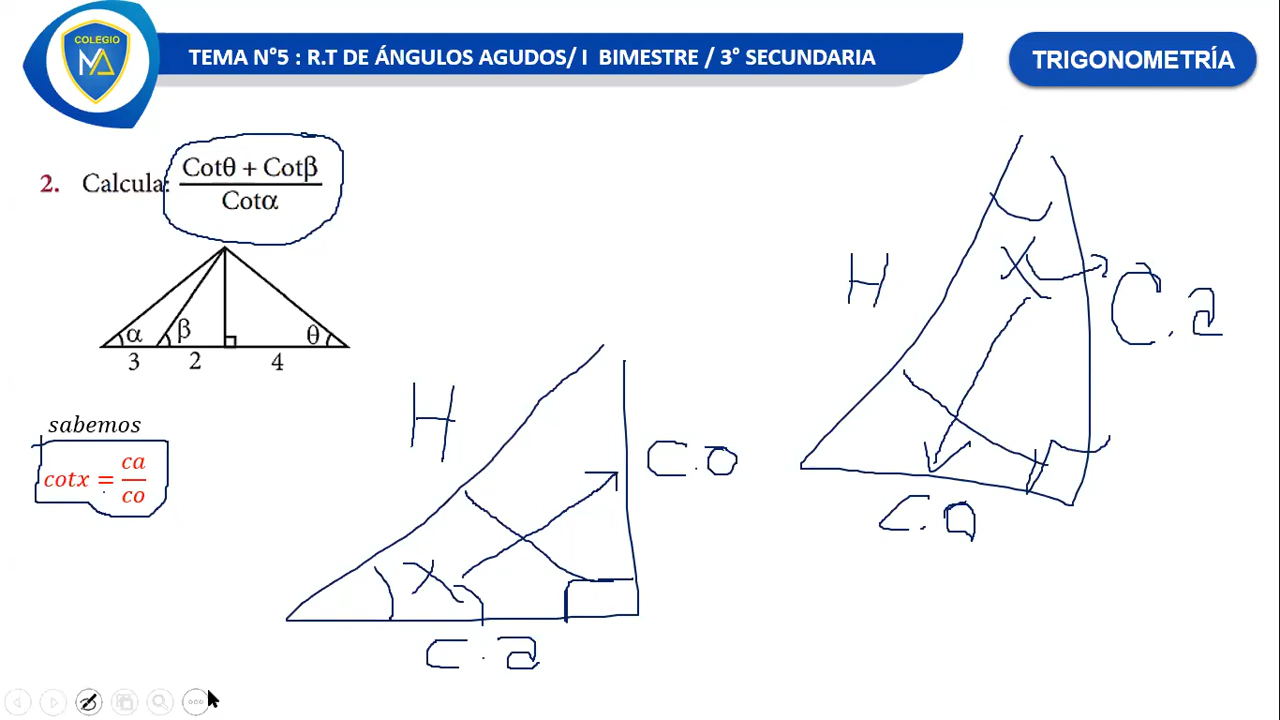 COLEGIO
MA
TEMA N°5 : R.T DE ÁNGULOS AGUDOS/ I BIMESTRE / 3° SECUNDARIA
TRIGONOMETRÍA
2. Calcula: Cotθ + Cotβ
Cotα
α β θ
3 2 4
sabemos
cotx = ca
co
H
C.O
X
C.a
H
X
C.a
C.O